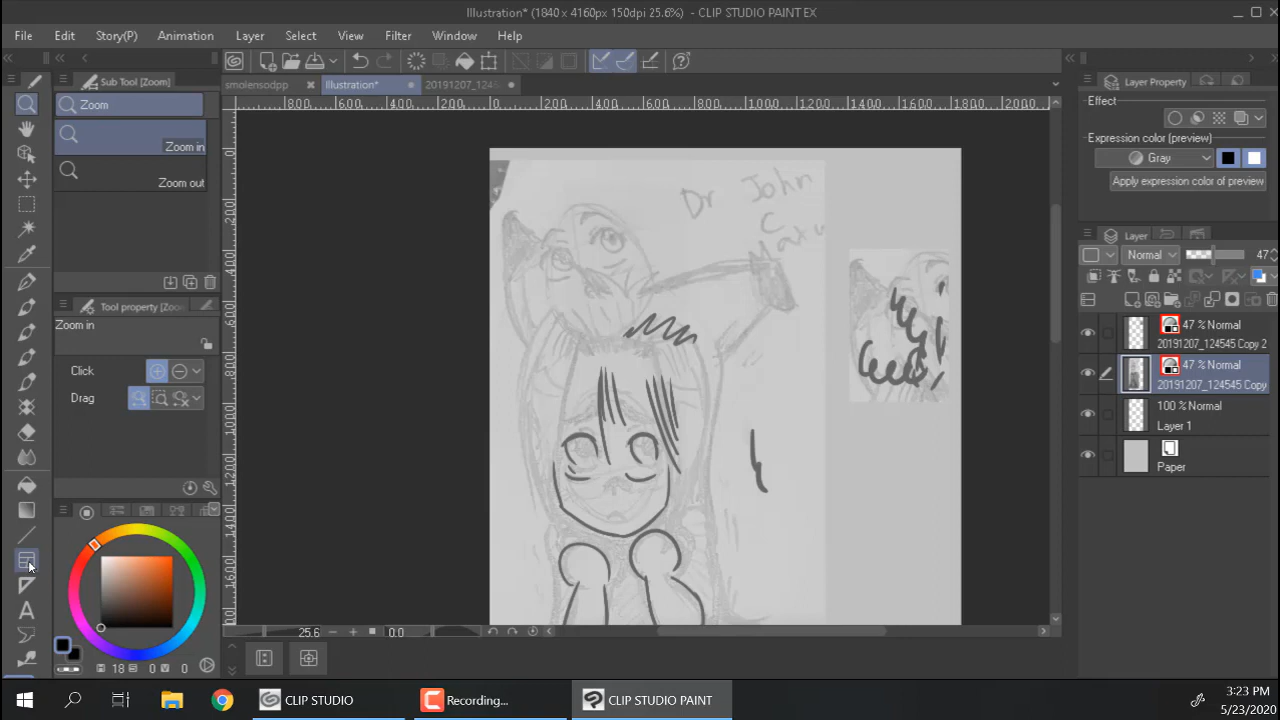 Illustration* (1840 x 4160px 150dpi 25.6%) - CLIP STUDIO PAINT EX
File Edit Story(P) Animation Layer Select View Filter Window Help
Sub Tool [Zoom]
smolensodpp Illustration* 20191207_1245
Layer Property
Zoom
Zoom in
Zoom out
Effect
Expression color (preview)
Gray
Apply expression color of preview
Layer
Normal 47
Tool property [Zoom
Zoom in
Click
Drag
47 % Normal
20191207_124545 Copy 2
47 % Normal
20191207_124545 Copy
100 % Normal
Layer 1
Paper
Dr John
C
18 0 0
25.6 0.0
CLIP STUDIO
Recording...
CLIP STUDIO PAINT
3:23 PM
5/23/2020